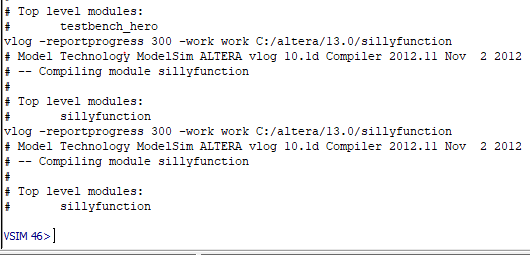 # Top level modules:
#       testbench_hero
vlog -reportprogress 300 -work work C:/altera/13.0/sillyfunction
# Model Technology ModelSim ALTERA vlog 10.1d Compiler 2012.11 Nov  2 2012
# -- Compiling module sillyfunction
#
# Top level modules:
#       sillyfunction
vlog -reportprogress 300 -work work C:/altera/13.0/sillyfunction
# Model Technology ModelSim ALTERA vlog 10.1d Compiler 2012.11 Nov  2 2012
# -- Compiling module sillyfunction
#
# Top level modules:
#       sillyfunction
VSIM 46>